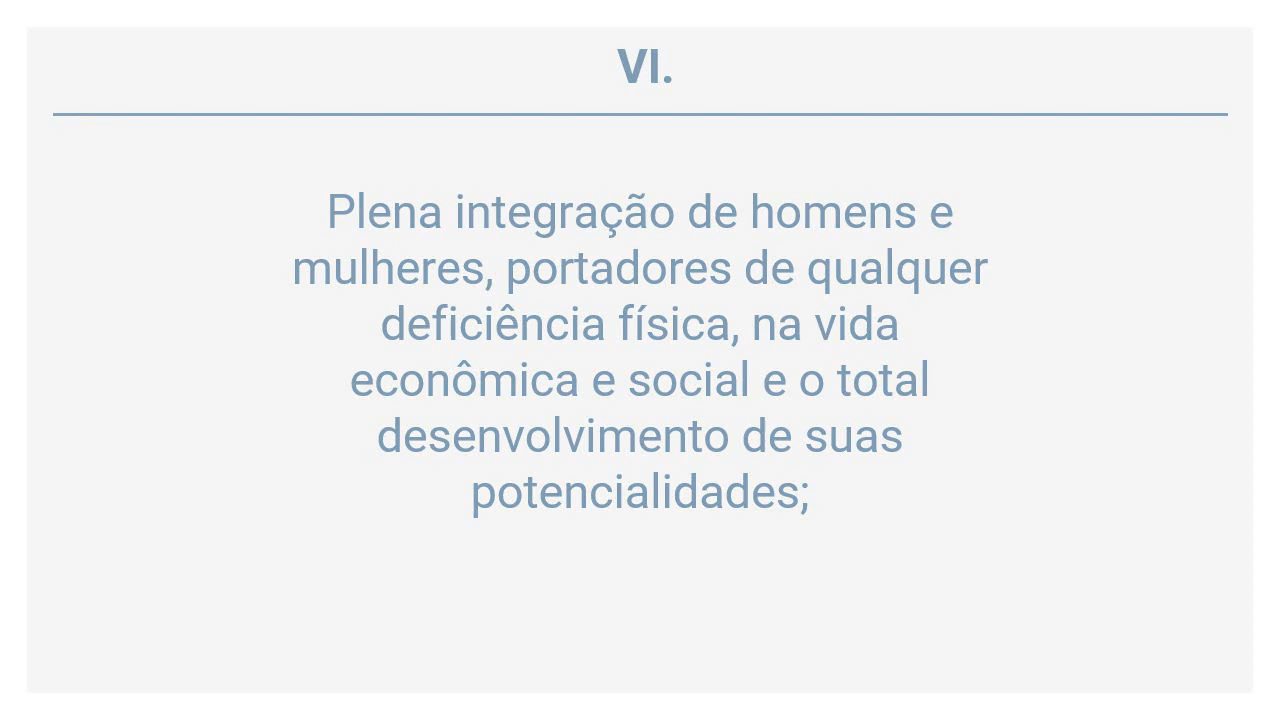 VI.
Plena integração de homens e
mulheres, portadores de qualquer
deficiência física, na vida
econômica e social e o total
desenvolvimento de suas
potencialidades;